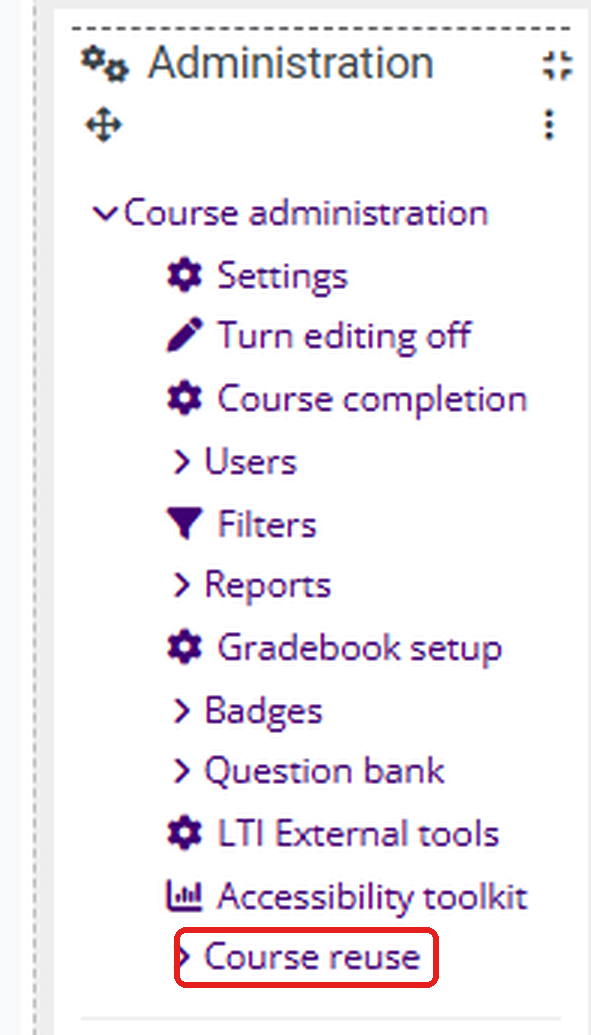 Administration
Course administration
Settings
Turn editing off
Course completion
Users
Filters
Reports
Gradebook setup
Badges
Question bank
LTI External tools
Accessibility toolkit
Course reuse